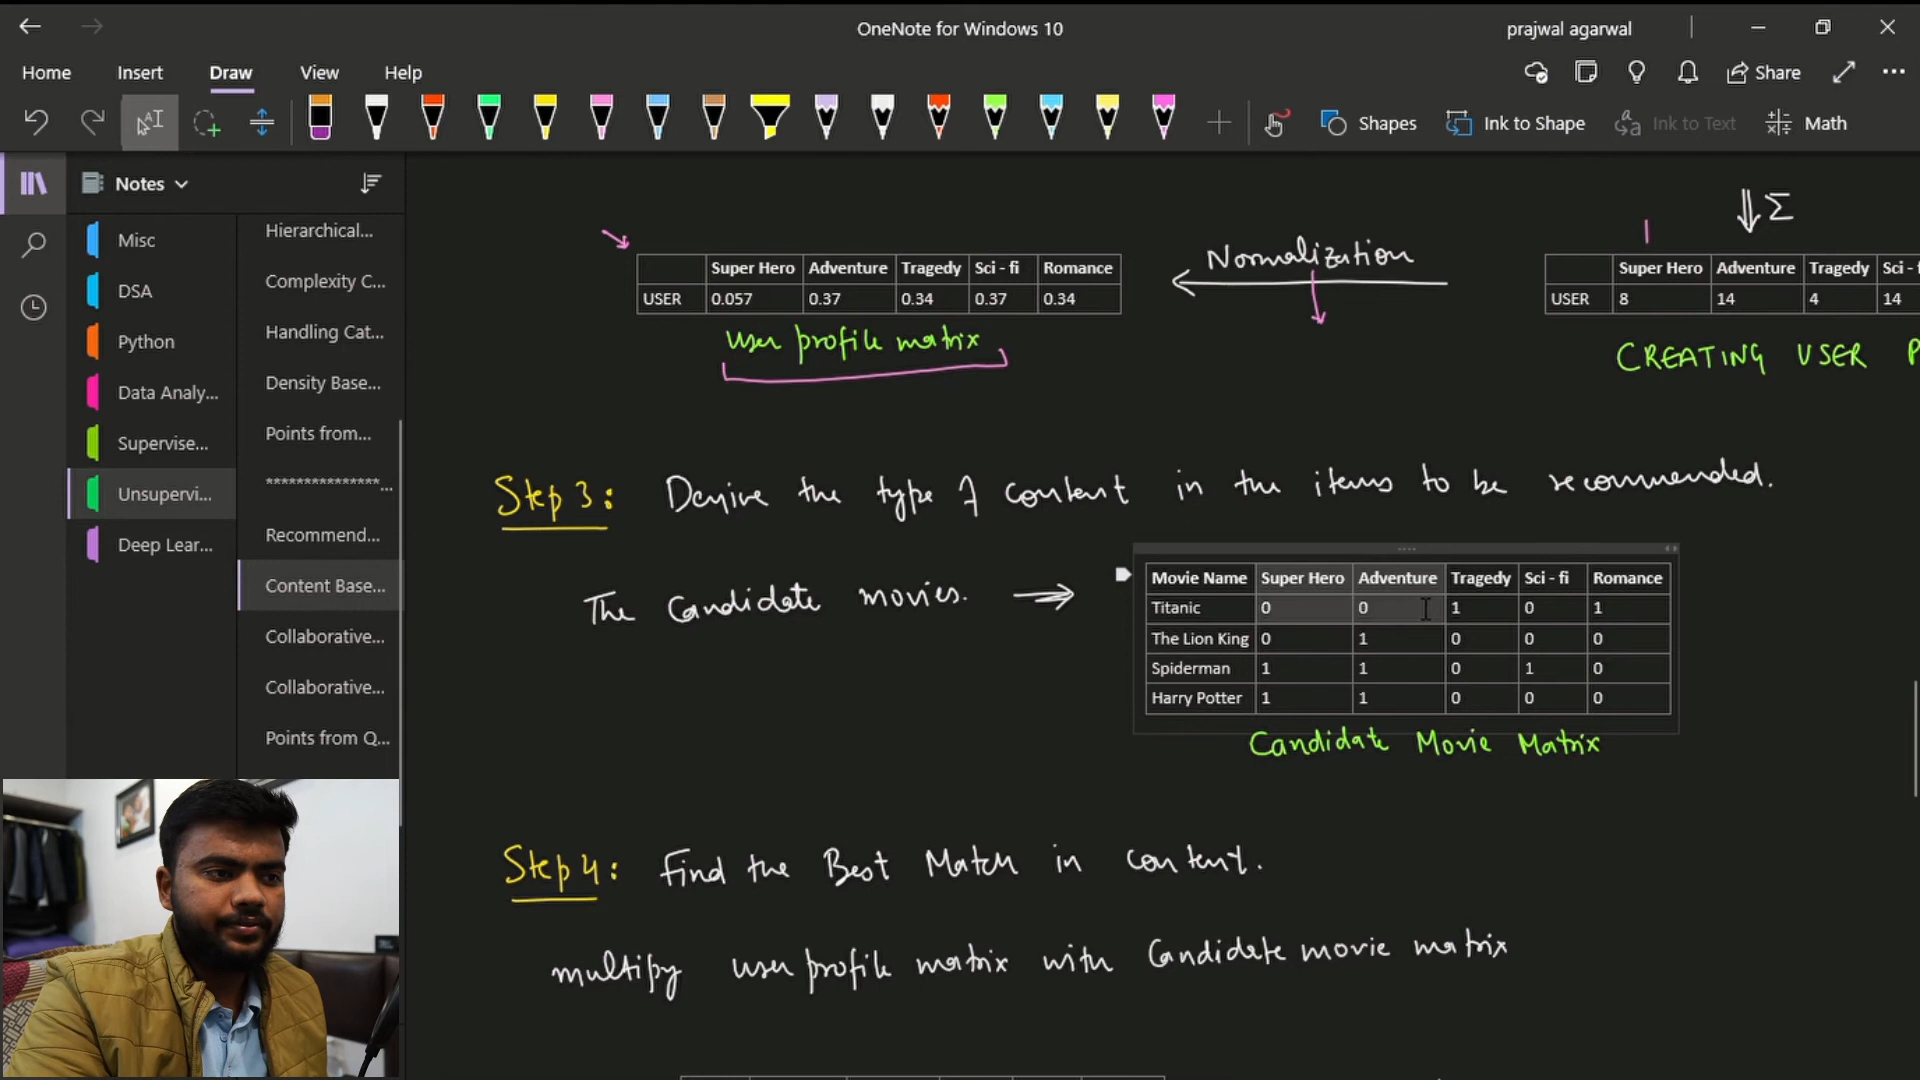 OneNote for Windows 10
prajwal agarwal
Home Insert Draw View Help
Share
Shapes Ink to Shape Ink to Text Math
Notes
Misc
DSA
Python
Data Analy...
Supervise...
Unsupervi...
Deep Lear...
Hierarchical...
Complexity C...
Handling Cat...
Density Base...
Points from...
***************...
Recommend...
Content Base...
Collaborative...
Collaborative...
Points from Q...
Super Hero Adventure Tragedy Sci - fi Romance
USER 0.057 0.37 0.34 0.37 0.34
user profile matrix
Normalization
Σ
Super Hero Adventure Tragedy Sci - f
USER 8 14 4 14
CREATING USER P
Step 3: Derive the type of content in the items to be recommended.
The Candidate movies.
Movie Name Super Hero Adventure Tragedy Sci - fi Romance
Titanic 0 0 1 0 1
The Lion King 0 1 0 0 0
Spiderman 1 1 0 1 0
Harry Potter 1 1 0 0 0
Candidate Movie Matrix
Step 4: Find the Best Match in content.
multiply user profile matrix with Candidate movie matrix